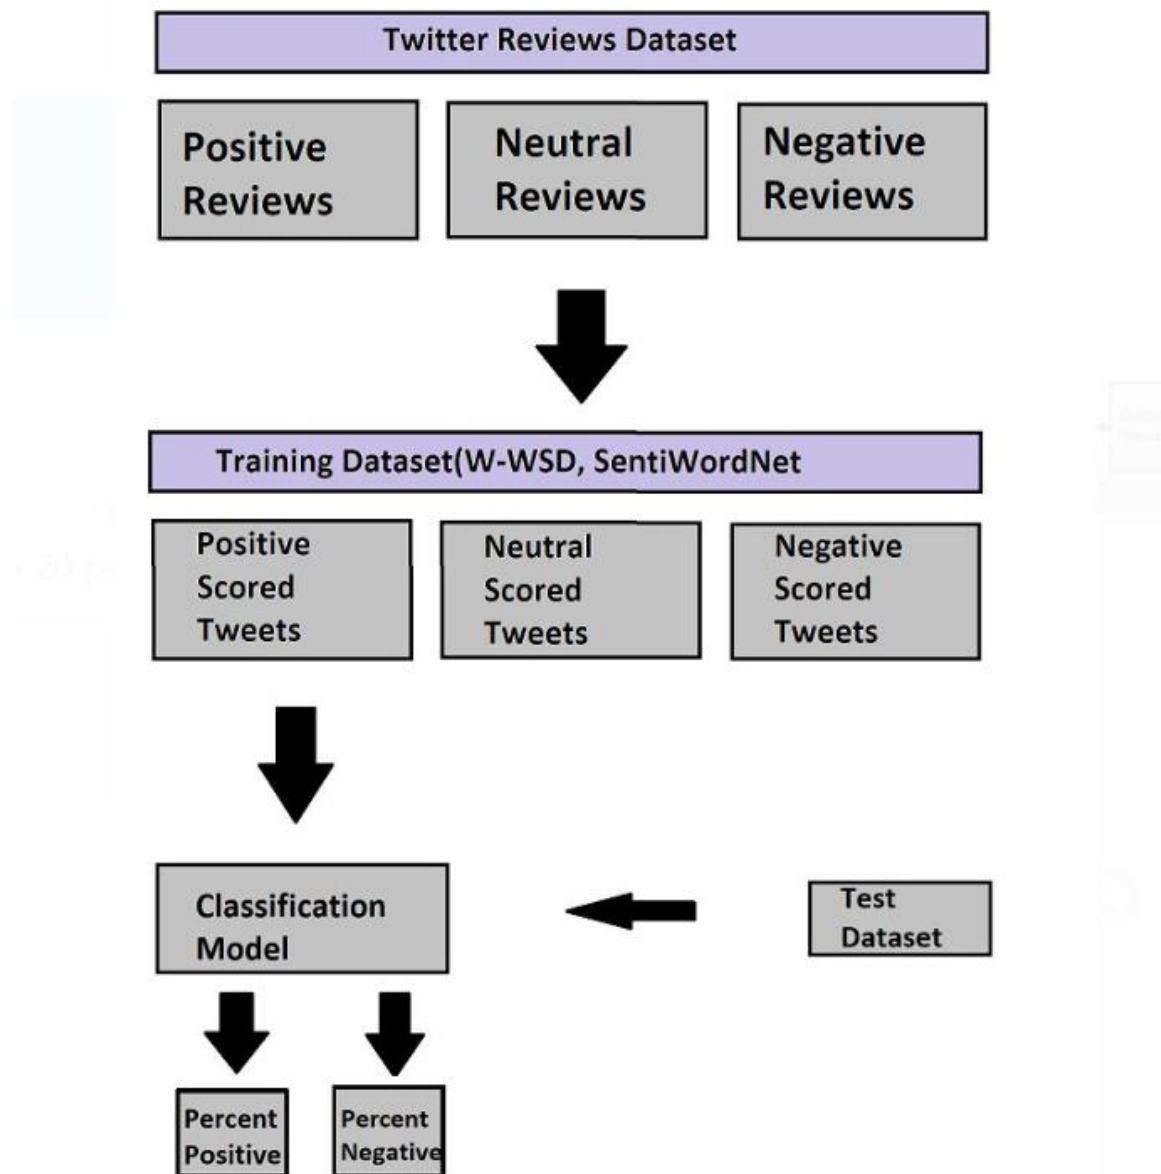 Twitter Reviews Dataset
Positive
Reviews
Neutral
Reviews
Negative
Reviews
Training Dataset(W-WSD, SentiWordNet
Positive
Scored
Tweets
Neutral
Scored
Tweets
Negative
Scored
Tweets
Classification
Model
Test
Dataset
Percent
Positive
Percent
Negative